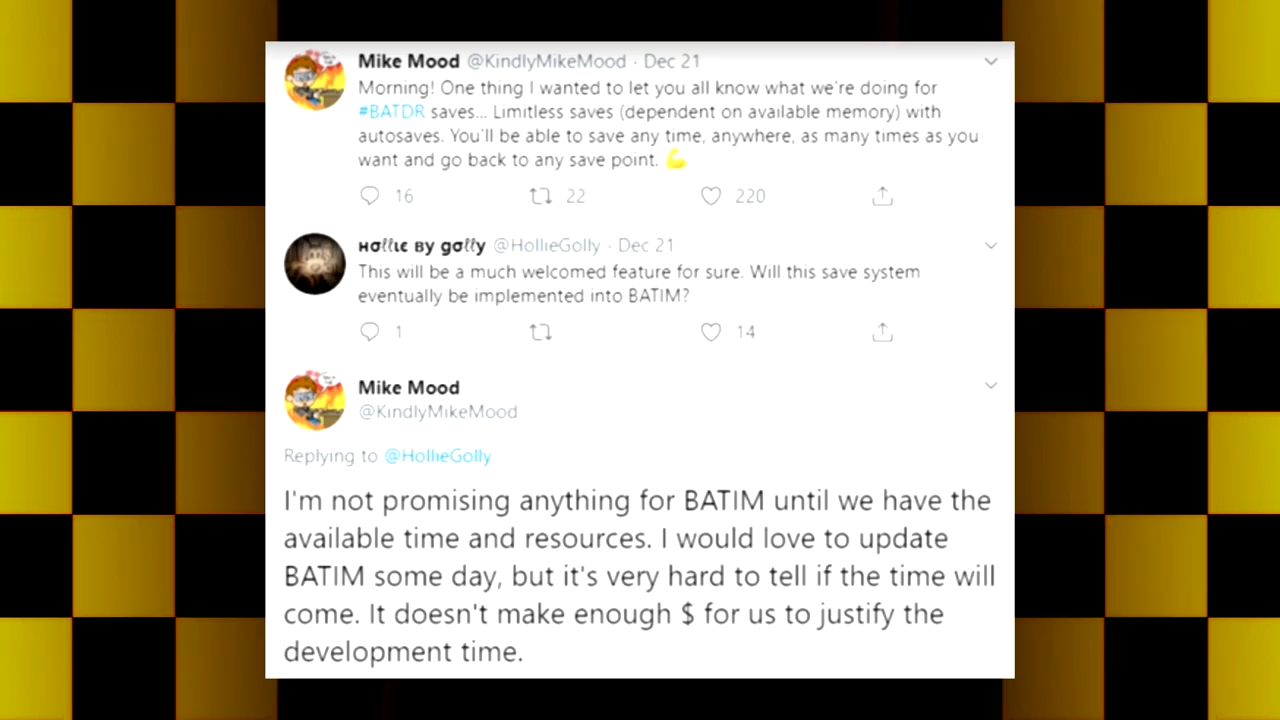 Mike Mood @KindlyMikeMood · Dec 21
Morning! One thing I wanted to let you all know what we're doing for
#BATDR saves... Limitless saves (dependent on available memory) with
autosaves. You'll be able to save any time, anywhere, as many times as you
want and go back to any save point. 💪
16 22 220
нσℓℓιє ву gσℓℓу @HollieGolly · Dec 21
This will be a much welcomed feature for sure. Will this save system
eventually be implemented into BATIM?
1 14
Mike Mood
@KindlyMikeMood
Replying to @HollieGolly
I'm not promising anything for BATIM until we have the
available time and resources. I would love to update
BATIM some day, but it's very hard to tell if the time will
come. It doesn't make enough $ for us to justify the
development time.